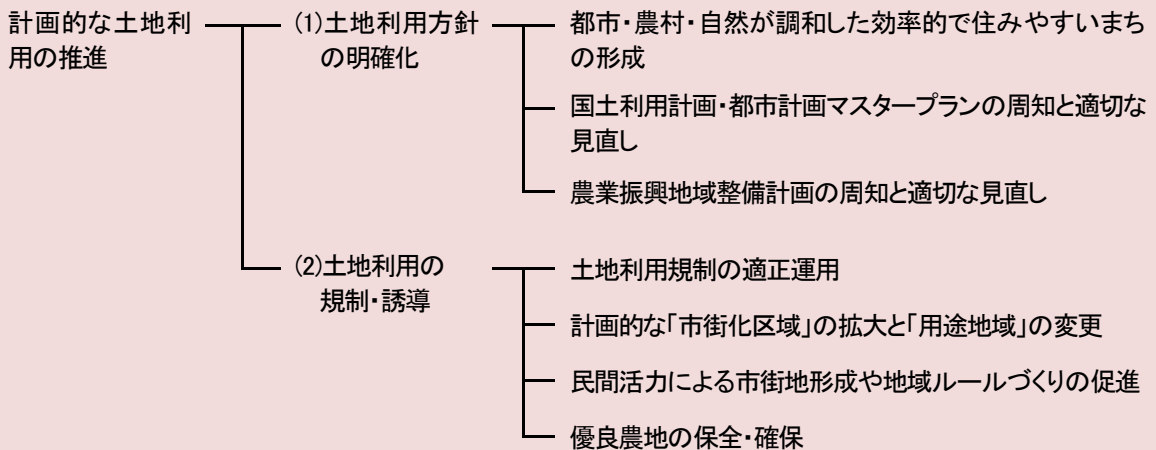 計画的な土地利
用の推進
(1)土地利用方針
の明確化
都市・農村・自然が調和した効率的で住みやすいまち
の形成
国土利用計画・都市計画マスタープランの周知と適切な
見直し
農業振興地域整備計画の周知と適切な見直し
(2)土地利用の
規制・誘導
土地利用規制の適正運用
計画的な「市街化区域」の拡大と「用途地域」の変更
民間活力による市街地形成や地域ルールづくりの促進
優良農地の保全・確保